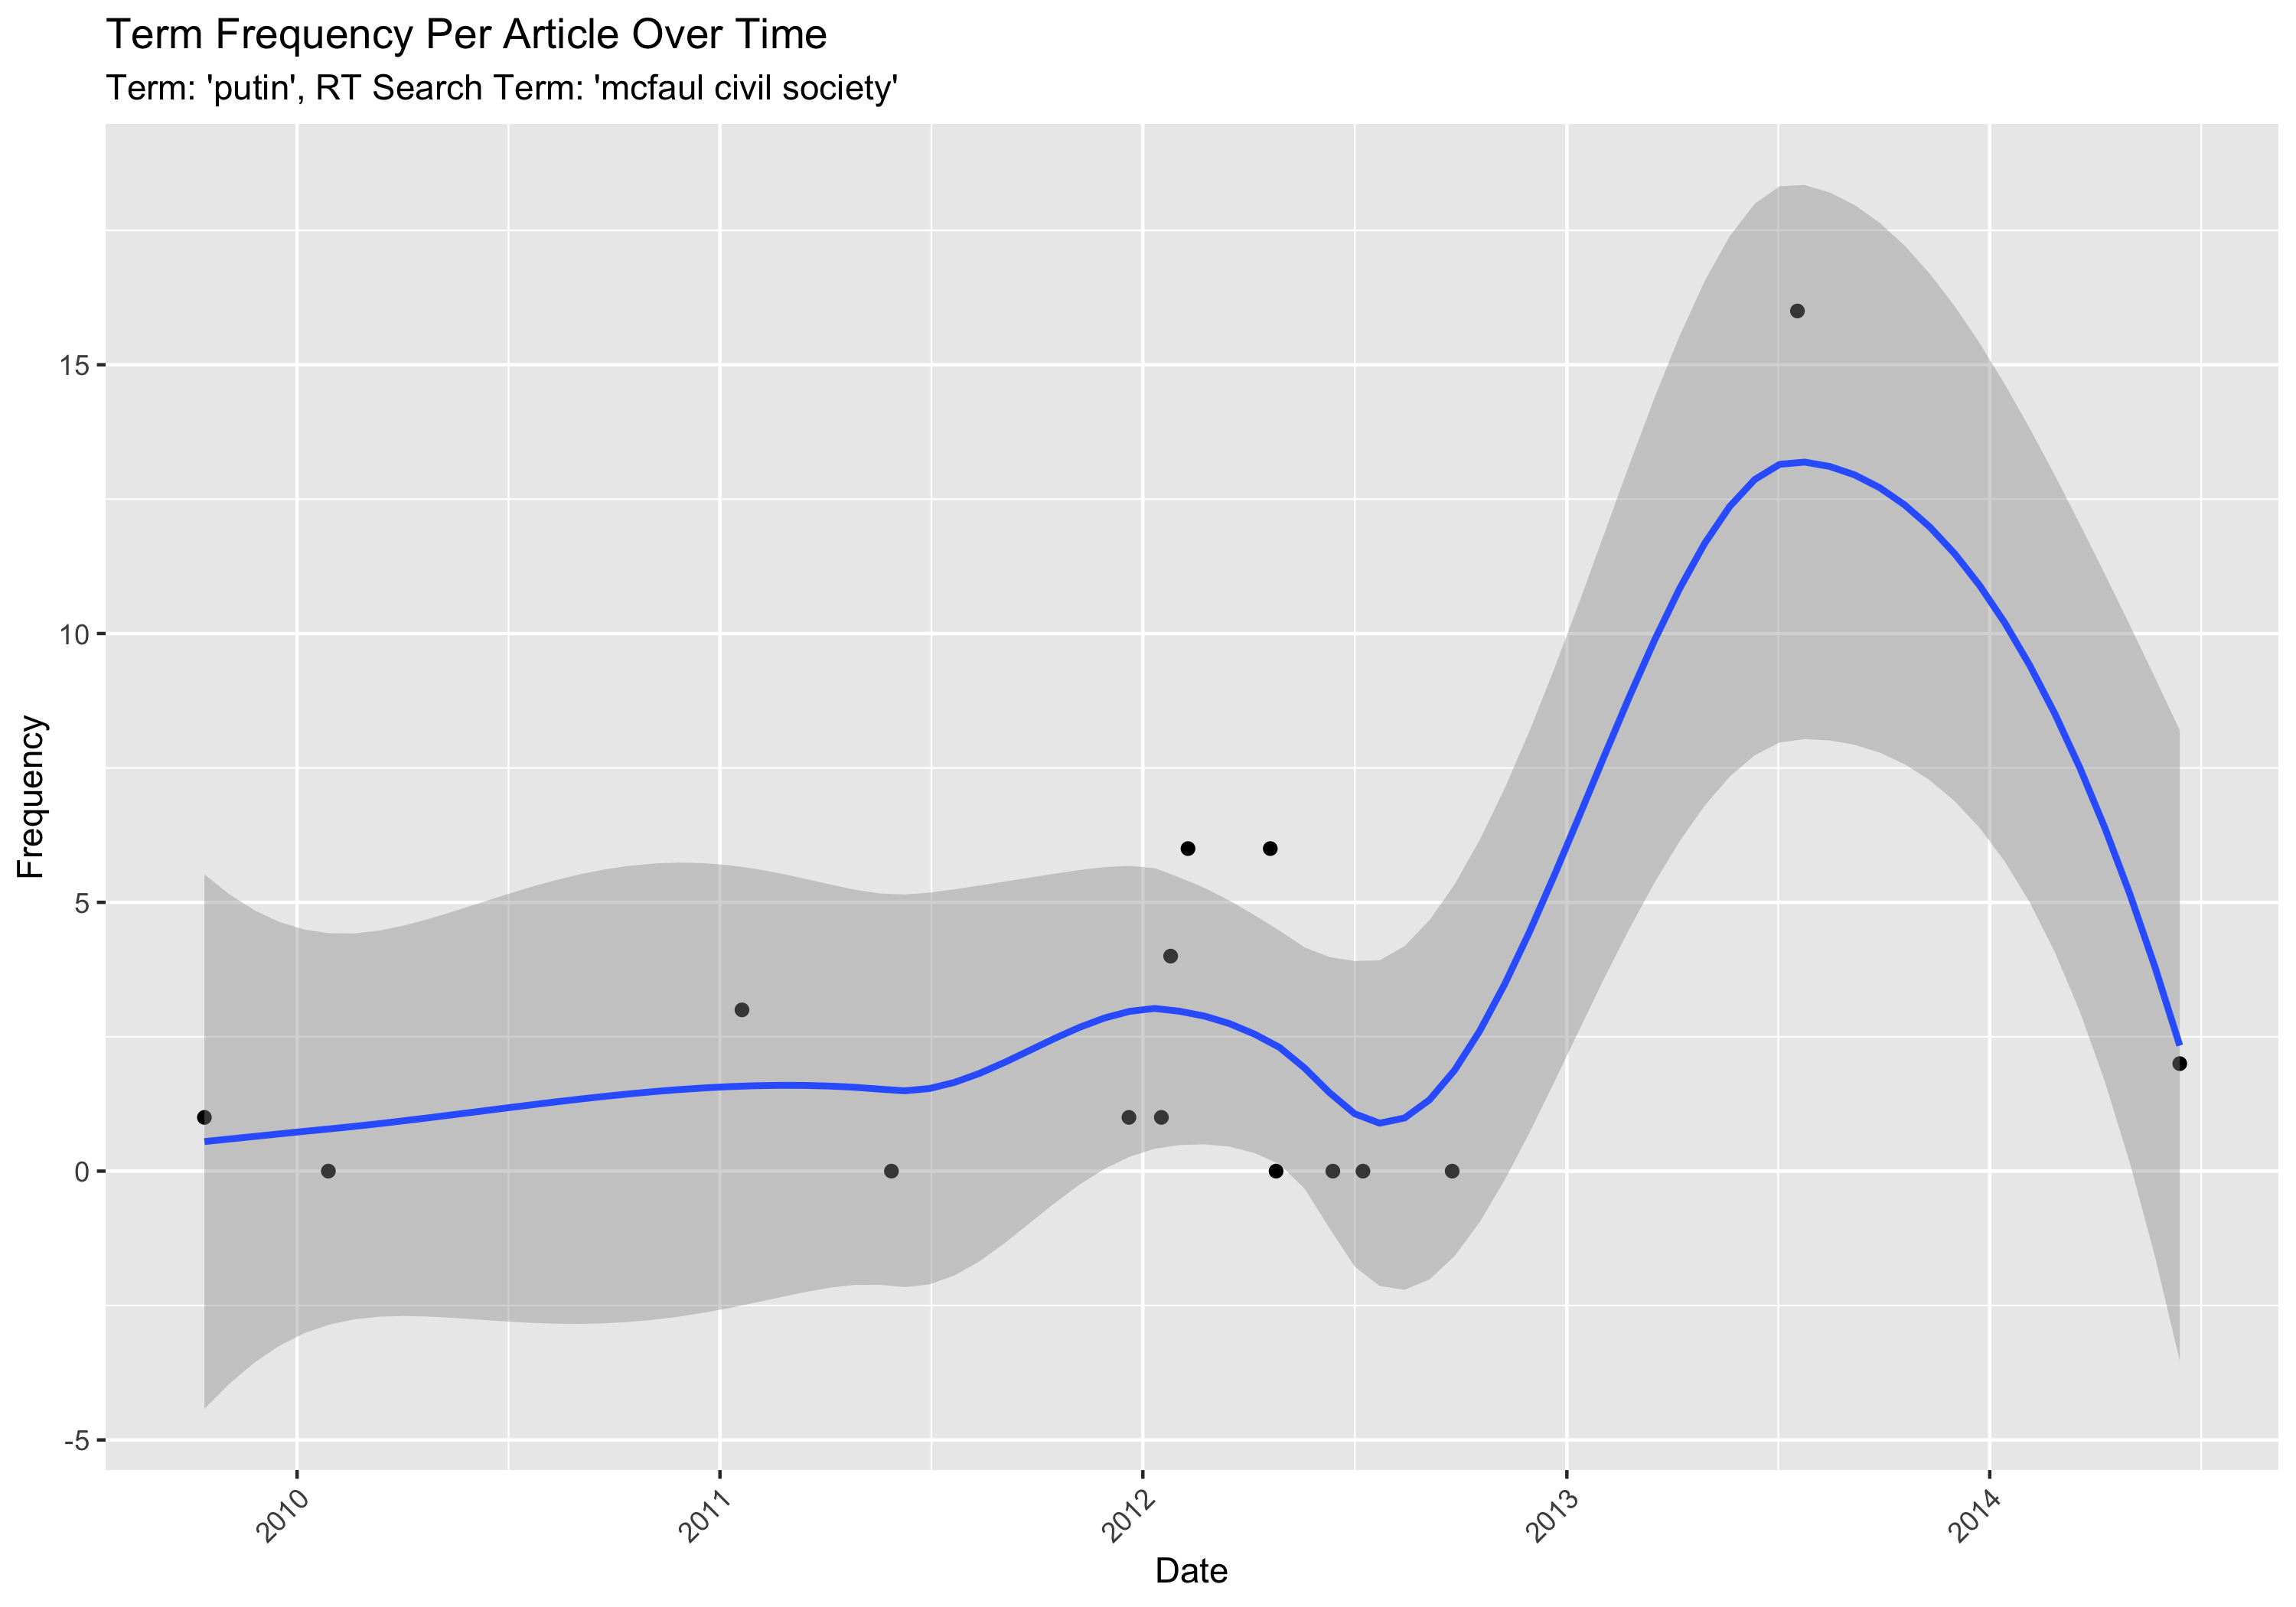 Term Frequency Per Article Over Time
Term: 'putin', RT Search Term: 'mcfaul civil society'
Frequency
15
10
5
0
-5
2010
2011
2012
2013
2014
Date